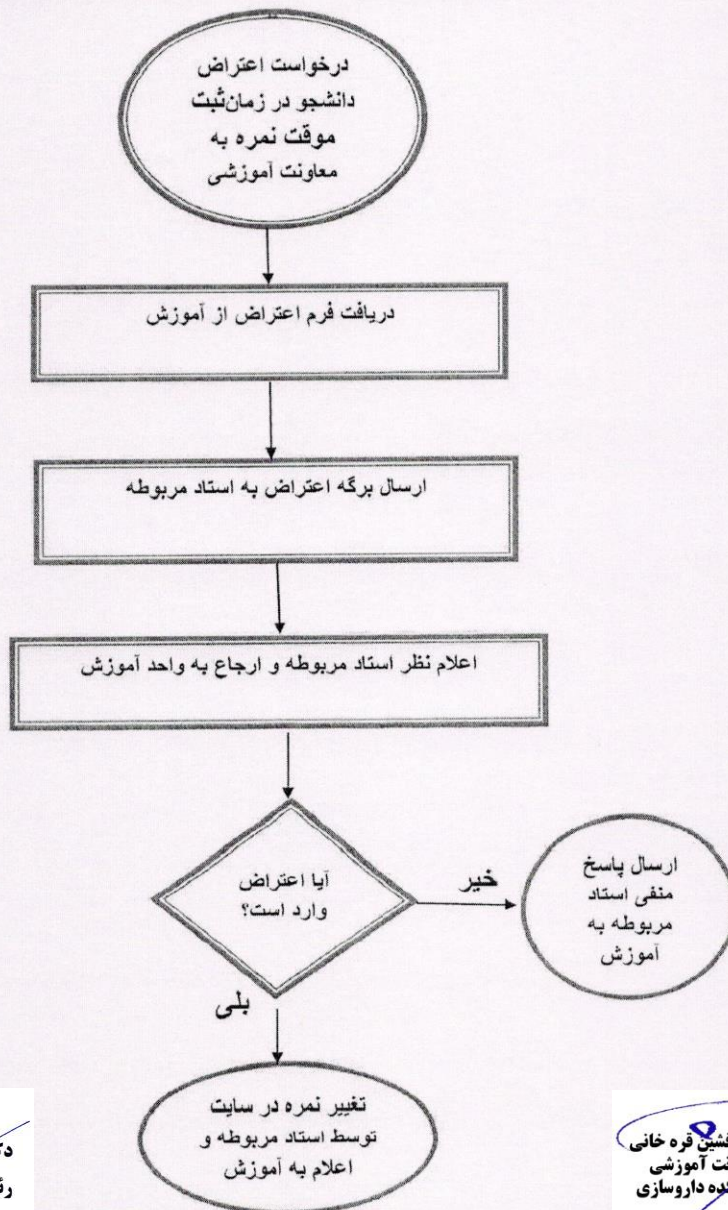 درخواست اعتراض
دانشجو در زمان ثبت
موقت نمره به
معاونت آموزشی
دریافت فرم اعتراض از آموزش
ارسال برگه اعتراض به استاد مربوطه
اعلام نظر استاد مربوطه و ارجاع به واحد آموزش
آیا اعتراض
وارد است؟
خیر
ارسال پاسخ
منفی استاد
مربوطه به
آموزش
بلی
تغییر نمره در سایت
توسط استاد مربوطه و
اعلام به آموزش
قره خانی
آموزشی
داروسازی